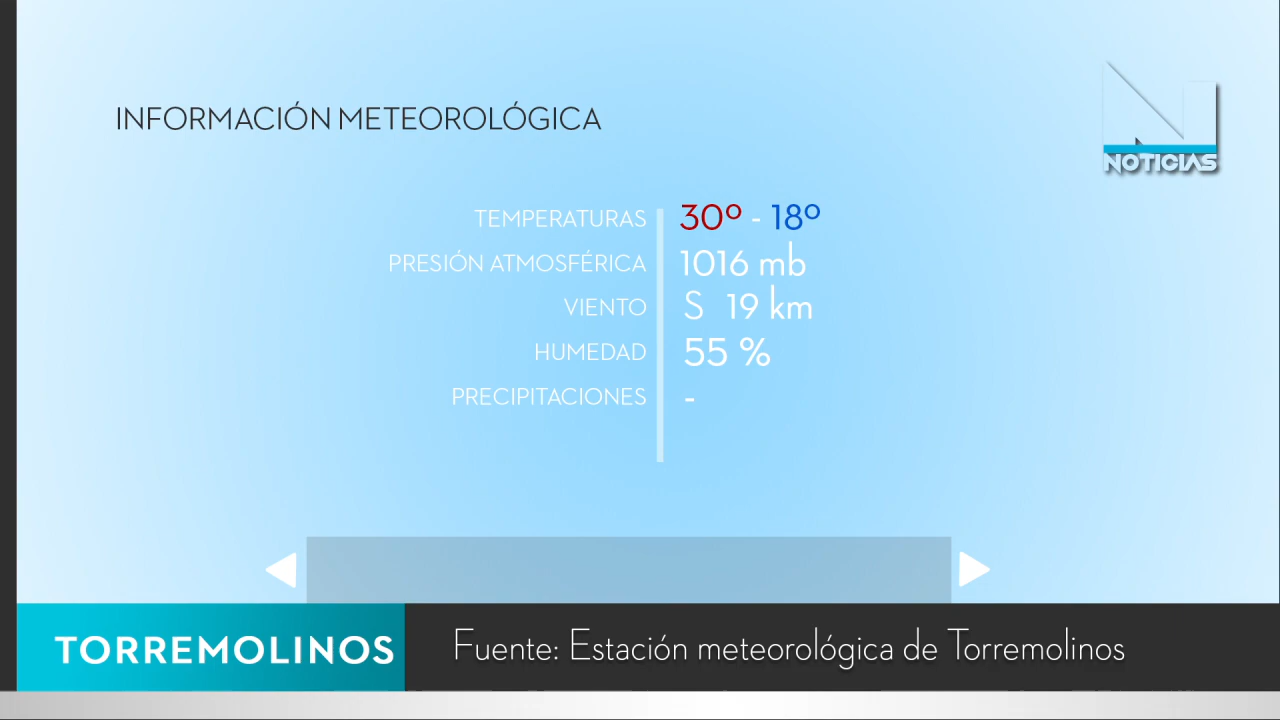 INFORMACIÓN METEOROLÓGICA
N
NOTICIAS
TEMPERATURAS 30º - 18º
PRESIÓN ATMOSFÉRICA 1016 mb
VIENTO S 19 km
HUMEDAD 55 %
PRECIPITACIONES -
TORREMOLINOS Fuente: Estación meteorológica de Torremolinos